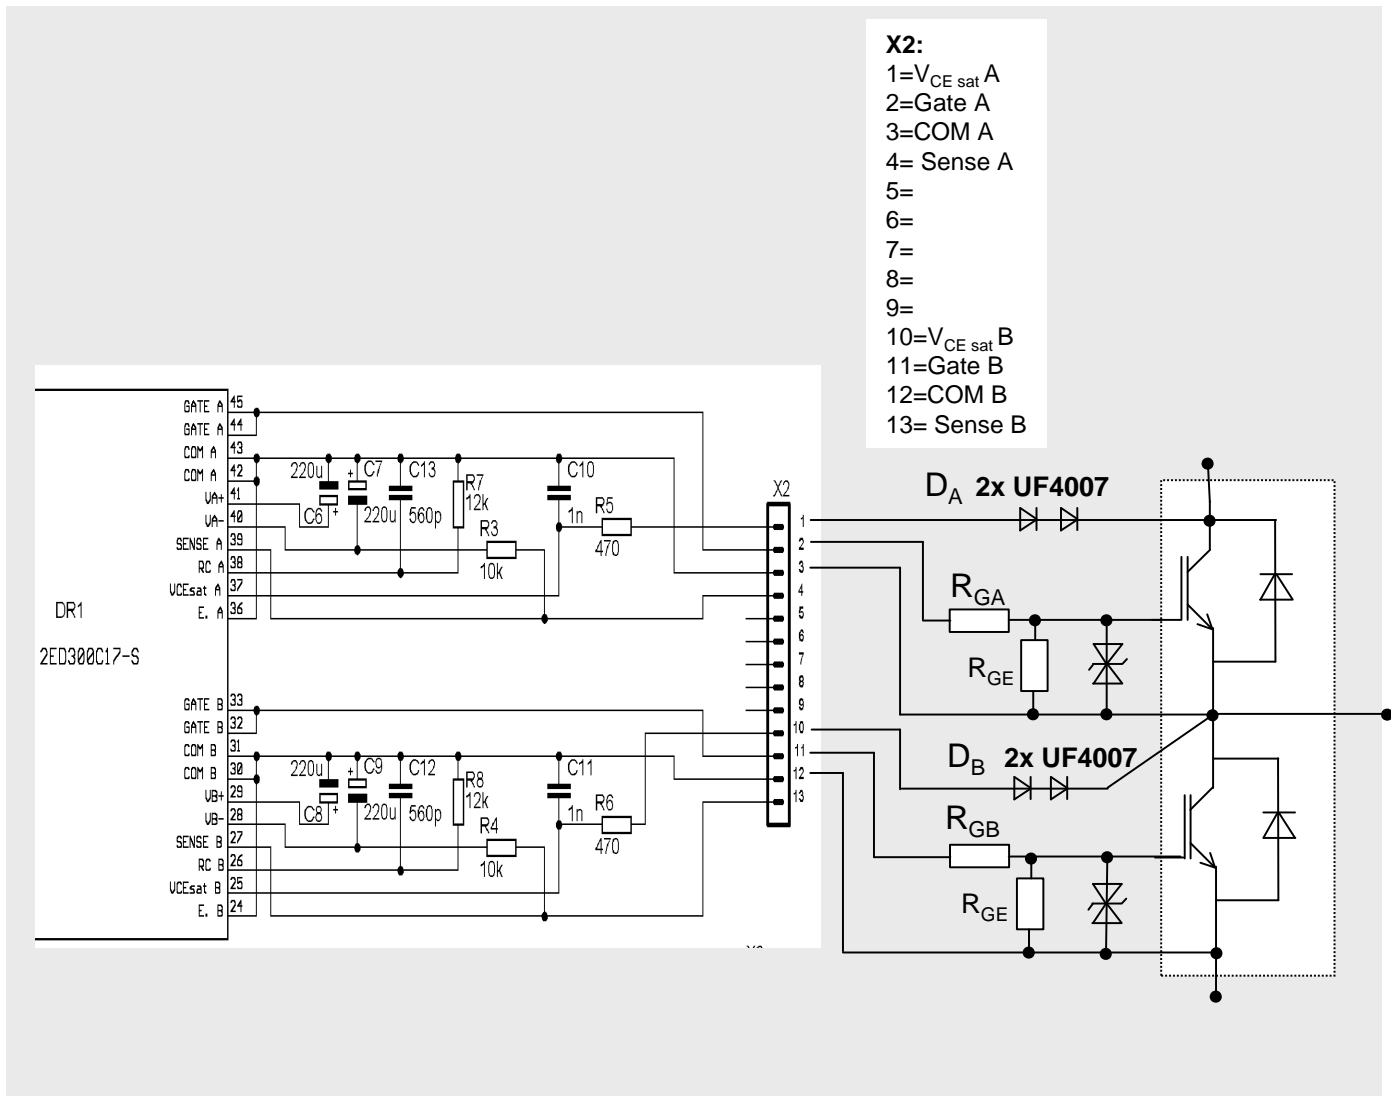 X2:
1=VCE sat A
2=Gate A
3=COM A
4= Sense A
5=
6=
7=
8=
9=
10=VCE sat B
11=Gate B
12=COM B
13= Sense B
DR1
2ED300C17-S
GATE A 45
GATE A 44
COM A 43
COM A 42
VA+ 41
VA- 40
SENSE A 39
RC A 38
VCEsat A 37
E. A 36
GATE B 33
GATE B 32
COM B 31
COM B 30
VB+ 29
VB- 28
SENSE B 27
RC B 26
VCEsat B 25
E. B 24
220u
C6
+
+
C7
220u
C13
560p
R7
12k
R3
10k
C10
1n
R5
470
220u
C8
+
+
C9
220u
C12
560p
R8
12k
R4
10k
C11
1n
R6
470
X2
1
2
3
4
5
6
7
8
9
10
11
12
13
DA 2x UF4007
RGA
RGE
DB 2x UF4007
RGB
RGE